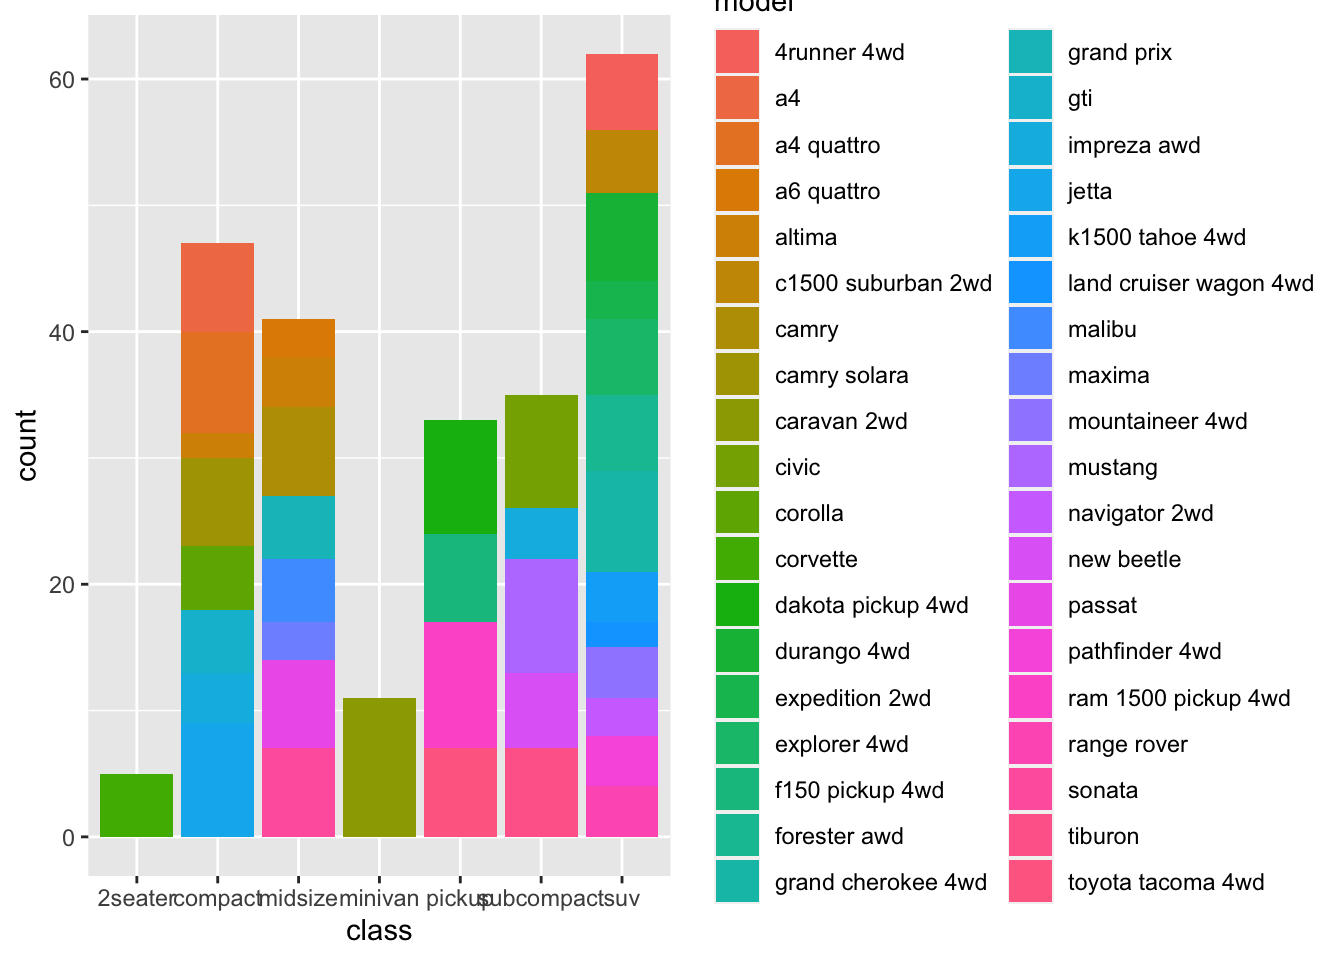 model
60
40
20
0
count
2seater
compact
midsize
minivan
pickup
subcompact
suv
class
4runner 4wd
a4
a4 quattro
a6 quattro
altima
c1500 suburban 2wd
camry
camry solara
caravan 2wd
civic
corolla
corvette
dakota pickup 4wd
durango 4wd
expedition 2wd
explorer 4wd
f150 pickup 4wd
forester awd
grand cherokee 4wd
grand prix
gti
impreza awd
jetta
k1500 tahoe 4wd
land cruiser wagon 4wd
malibu
maxima
mountaineer 4wd
mustang
navigator 2wd
new beetle
passat
pathfinder 4wd
ram 1500 pickup 4wd
range rover
sonata
tiburon
toyota tacoma 4wd